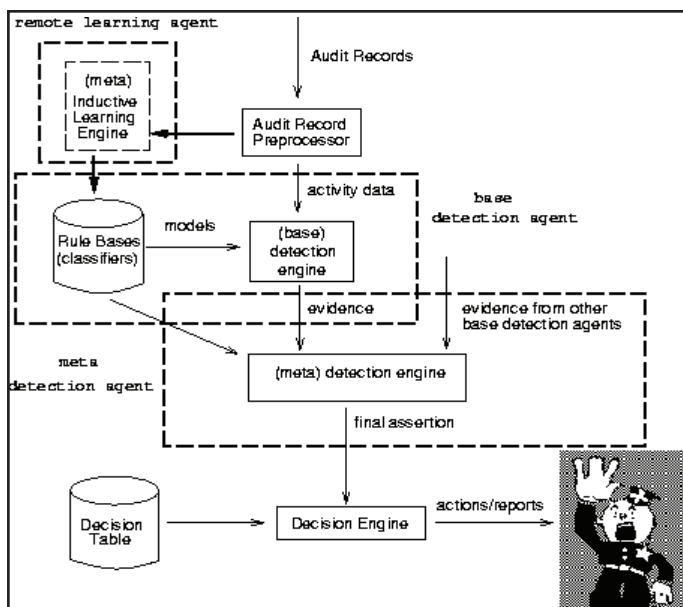 remote learning agent
Audit Records
(meta)
Inductive
Learning
Engine
Audit Record
Preprocessor
activity data
base
detection agent
Rule Bases
(classifiers)
models
(base)
detection
engine
evidence
evidence from other
base detection agents
meta
detection agent
(meta) detection engine
final assertion
Decision
Table
Decision Engine
actions/reports